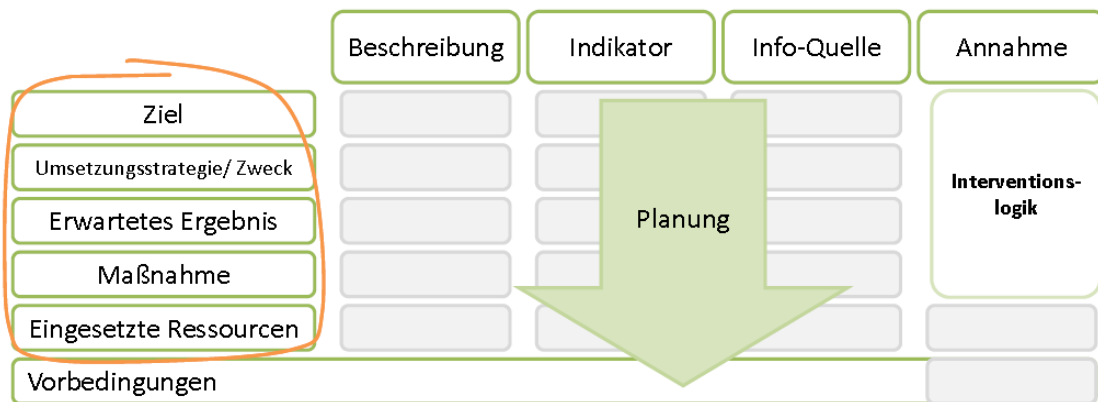 Beschreibung
Indikator
Info-Quelle
Annahme
Ziel
Umsetzungsstrategie/ Zweck
Erwartetes Ergebnis
Maßnahme
Eingesetzte Ressourcen
Vorbedingungen
Planung
Interventions-
logik